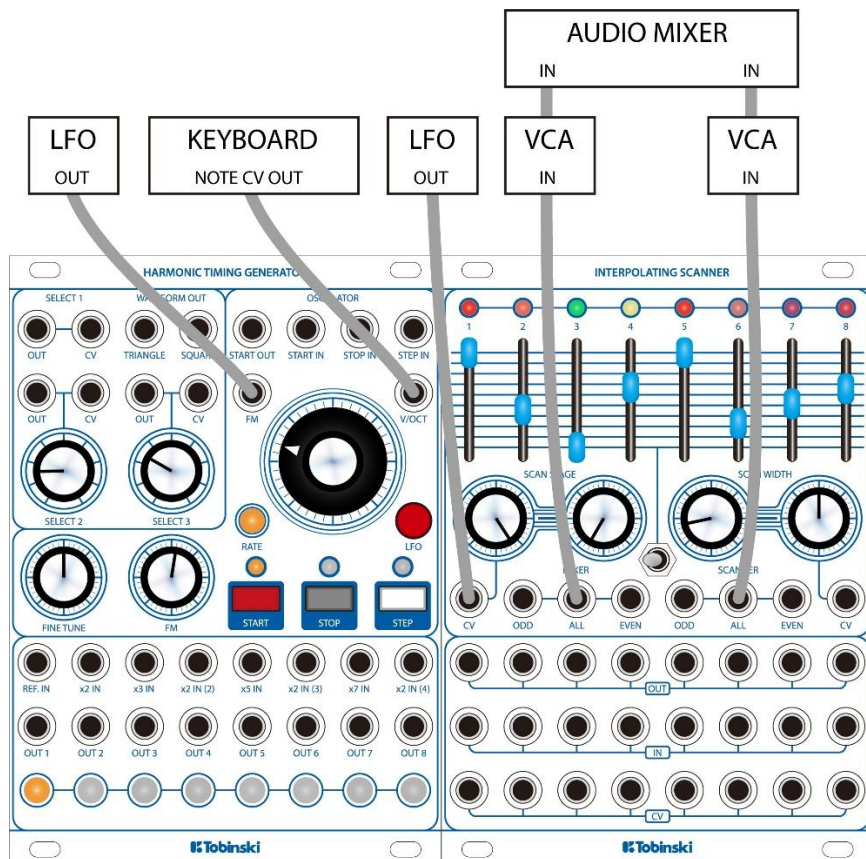 AUDIO MIXER
IN IN
LFO KEYBOARD LFO VCA VCA
OUT NOTE CV OUT OUT IN IN
HARMONIC TIMING GENERATOR INTERPOLATING SCANNER
SELECT 1 WAVEFORM OUT OSCILLATOR
1 2 3 4 5 6 7 8
OUT CV TRIANGLE SQUARE START OUT START IN STOP IN STEP IN
OUT CV OUT CV FM V/OCT
SCAN STAGE SCAN WIDTH
SELECT 2 SELECT 3
RATE LFO
MIXER SCANNER
START STOP STEP
FINE TUNE FM
CV ODD ALL EVEN ODD ALL EVEN CV
REF. IN x2 IN x3 IN x2 IN (2) x5 IN x2 IN (3) x7 IN x2 IN (4)
OUT
OUT 1 OUT 2 OUT 3 OUT 4 OUT 5 OUT 6 OUT 7 OUT 8
IN
CV
Tobinski Tobinski